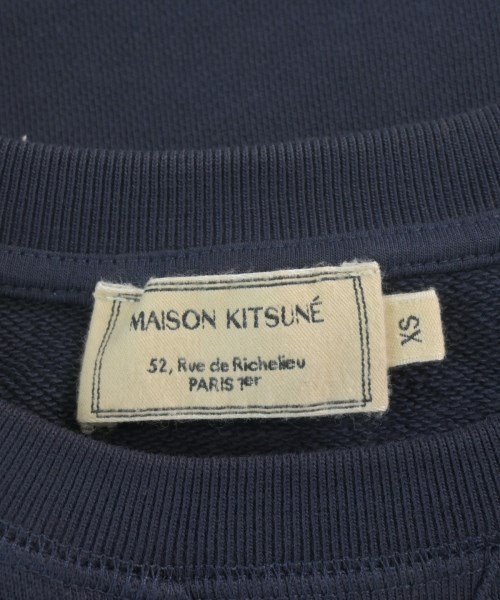 MAISON KITSUNÉ
52, Rue de Richelieu
PARIS 1er
XS